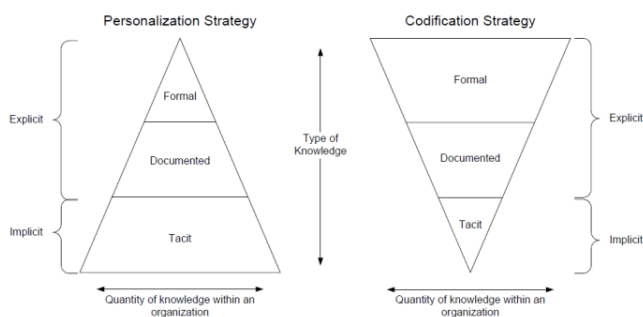 Personalization Strategy
Codification Strategy
Formal
Documented
Tacit
Explicit
Implicit
Type of
Knowledge
Formal
Documented
Tacit
Explicit
Implicit
Quantity of knowledge within an
organization
Quantity of knowledge within an
organization